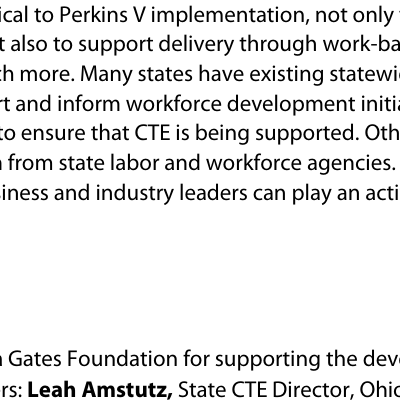 ical to Perkins V implementation, not only
t also to support delivery through work-ba
h more. Many states have existing statewi
rt and inform workforce development initi
to ensure that CTE is being supported. Oth
from state labor and workforce agencies.
iness and industry leaders can play an acti
Gates Foundation for supporting the dev
rs: Leah Amstutz, State CTE Director, Ohio